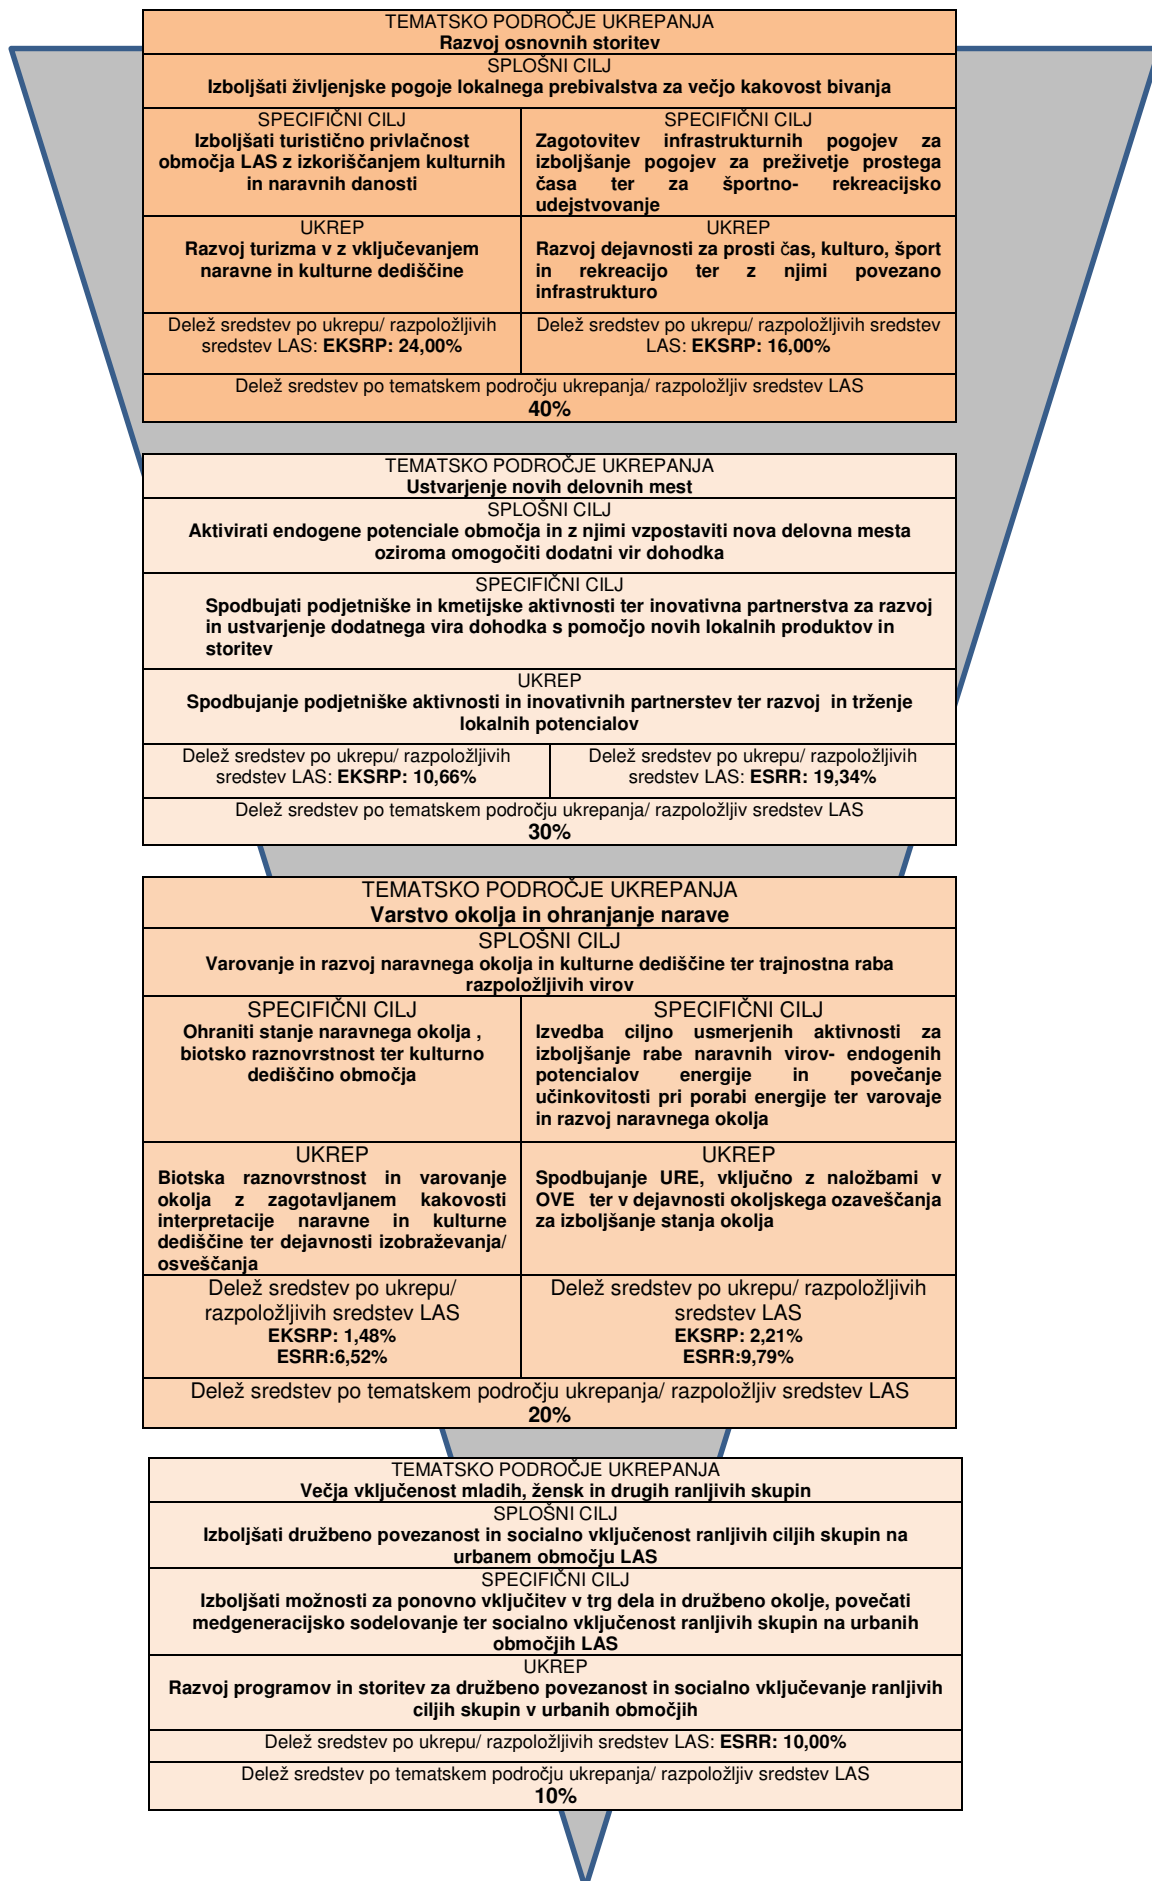 TEMATSKO PODROČJE UKREPANJA
Razvoj osnovnih storitev
SPLOŠNI CILJ
Izboljšati življenjske pogoje lokalnega prebivalstva za večjo kakovost bivanja
SPECIFIČNI CILJ
Izboljšati turistično privlačnost
območja LAS z izkoriščanjem kulturnih
in naravnih danosti
SPECIFIČNI CILJ
Zagotovitev infrastrukturnih pogojev za
izboljšanje pogojev za preživetje prostega
časa ter za športno- rekreacijsko
udejstvovanje
UKREP
Razvoj turizma v z vključevanjem
naravne in kulturne dediščine
UKREP
Razvoj dejavnosti za prosti čas, kulturo, šport
in rekreacijo ter z njimi povezano
infrastrukturo
Delež sredstev po ukrepu/ razpoložljivih
sredstev LAS: EKSRP: 24,00%
Delež sredstev po ukrepu/ razpoložljivih sredstev
LAS: EKSRP: 16,00%
Delež sredstev po tematskem področju ukrepanja/ razpoložljiv sredstev LAS
40%
TEMATSKO PODROČJE UKREPANJA
Ustvarjenje novih delovnih mest
SPLOŠNI CILJ
Aktivirati endogene potenciale območja in z njimi vzpostaviti nova delovna mesta
oziroma omogočiti dodatni vir dohodka
SPECIFIČNI CILJ
Spodbujati podjetniške in kmetijske aktivnosti ter inovativna partnerstva za razvoj
in ustvarjenje dodatnega vira dohodka s pomočjo novih lokalnih produktov in
storitev
UKREP
Spodbujanje podjetniške aktivnosti in inovativnih partnerstev ter razvoj in trženje
lokalnih potencialov
Delež sredstev po ukrepu/ razpoložljivih
sredstev LAS: EKSRP: 10,66%
Delež sredstev po ukrepu/ razpoložljivih
sredstev LAS: ESRR: 19,34%
Delež sredstev po tematskem področju ukrepanja/ razpoložljiv sredstev LAS
30%
TEMATSKO PODROČJE UKREPANJA
Varstvo okolja in ohranjanje narave
SPLOŠNI CILJ
Varovanje in razvoj naravnega okolja in kulturne dediščine ter trajnostna raba
razpoložljivih virov
SPECIFIČNI CILJ
Ohraniti stanje naravnega okolja ,
biotsko raznovrstnost ter kulturno
dediščino območja
SPECIFIČNI CILJ
Izvedba ciljno usmerjenih aktivnosti za
izboljšanje rabe naravnih virov- endogenih
potencialov energije in povečanje
učinkovitosti pri porabi energije ter varovaje
in razvoj naravnega okolja
UKREP
Biotska raznovrstnost in varovanje
okolja z zagotavljanem kakovosti
interpretacije naravne in kulturne
dediščine ter dejavnosti izobraževanja/
osveščanja
UKREP
Spodbujanje URE, vključno z naložbami v
OVE ter v dejavnosti okoljskega ozaveščanja
za izboljšanje stanja okolja
Delež sredstev po ukrepu/
razpoložljivih sredstev LAS
EKSRP: 1,48%
ESRR:6,52%
Delež sredstev po ukrepu/ razpoložljivih
sredstev LAS
EKSRP: 2,21%
ESRR:9,79%
Delež sredstev po tematskem področju ukrepanja/ razpoložljiv sredstev LAS
20%
TEMATSKO PODROČJE UKREPANJA
Večja vključenost mladih, žensk in drugih ranljivih skupin
SPLOŠNI CILJ
Izboljšati družbeno povezanost in socialno vključenost ranljivih ciljih skupin na
urbanem območju LAS
SPECIFIČNI CILJ
Izboljšati možnosti za ponovno vključitev v trg dela in družbeno okolje, povečati
medgeneracijsko sodelovanje ter socialno vključenost ranljivih skupin na urbanih
območjih LAS
UKREP
Razvoj programov in storitev za družbeno povezanost in socialno vključevanje ranljivih
ciljih skupin v urbanih območjih
Delež sredstev po ukrepu/ razpoložljivih sredstev LAS: ESRR: 10,00%
Delež sredstev po tematskem področju ukrepanja/ razpoložljiv sredstev LAS
10%